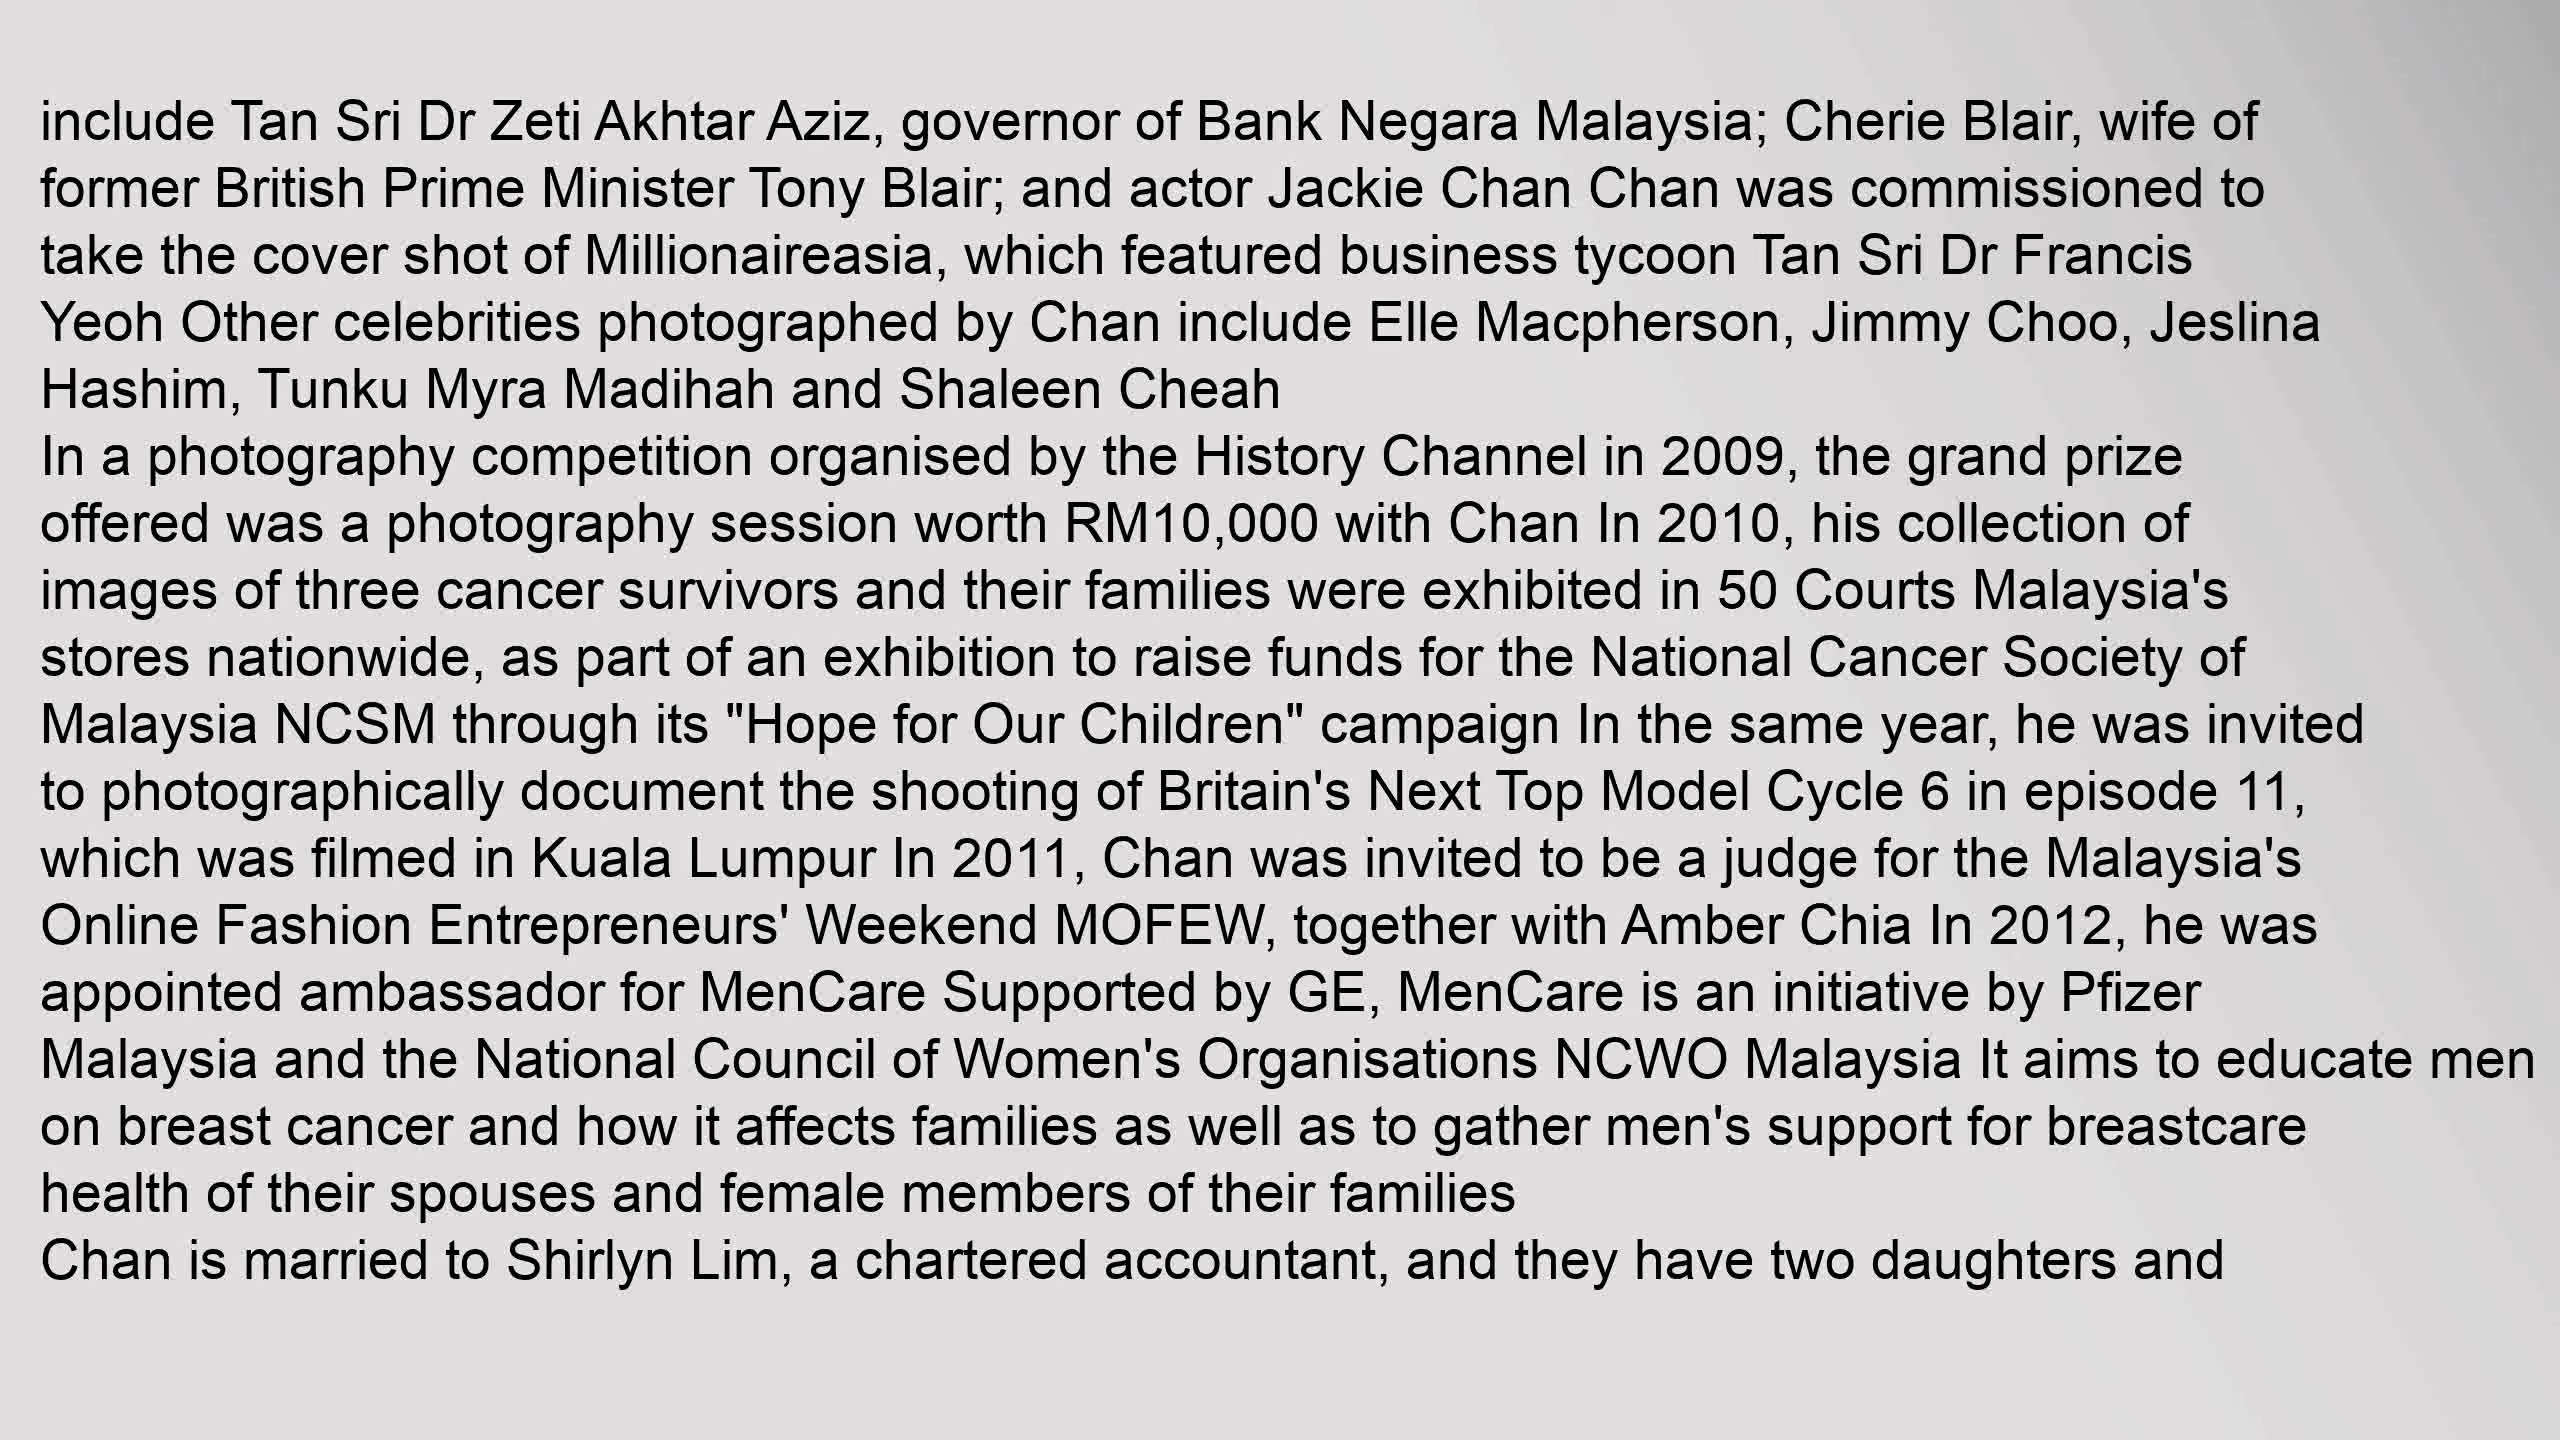 include Tan Sri Dr Zeti Akhtar Aziz, governor of Bank Negara Malaysia; Cherie Blair, wife of
former British Prime Minister Tony Blair; and actor Jackie Chan Chan was commissioned to
take the cover shot of Millionaireasia, which featured business tycoon Tan Sri Dr Francis
Yeoh Other celebrities photographed by Chan include Elle Macpherson, Jimmy Choo, Jeslina
Hashim, Tunku Myra Madihah and Shaleen Cheah
In a photography competition organised by the History Channel in 2009, the grand prize
offered was a photography session worth RM10,000 with Chan In 2010, his collection of
images of three cancer survivors and their families were exhibited in 50 Courts Malaysia's
stores nationwide, as part of an exhibition to raise funds for the National Cancer Society of
Malaysia NCSM through its "Hope for Our Children" campaign In the same year, he was invited
to photographically document the shooting of Britain's Next Top Model Cycle 6 in episode 11,
which was filmed in Kuala Lumpur In 2011, Chan was invited to be a judge for the Malaysia's
Online Fashion Entrepreneurs' Weekend MOFEW, together with Amber Chia In 2012, he was
appointed ambassador for MenCare Supported by GE, MenCare is an initiative by Pfizer
Malaysia and the National Council of Women's Organisations NCWO Malaysia It aims to educate men
on breast cancer and how it affects families as well as to gather men's support for breastcare
health of their spouses and female members of their families
Chan is married to Shirlyn Lim, a chartered accountant, and they have two daughters and